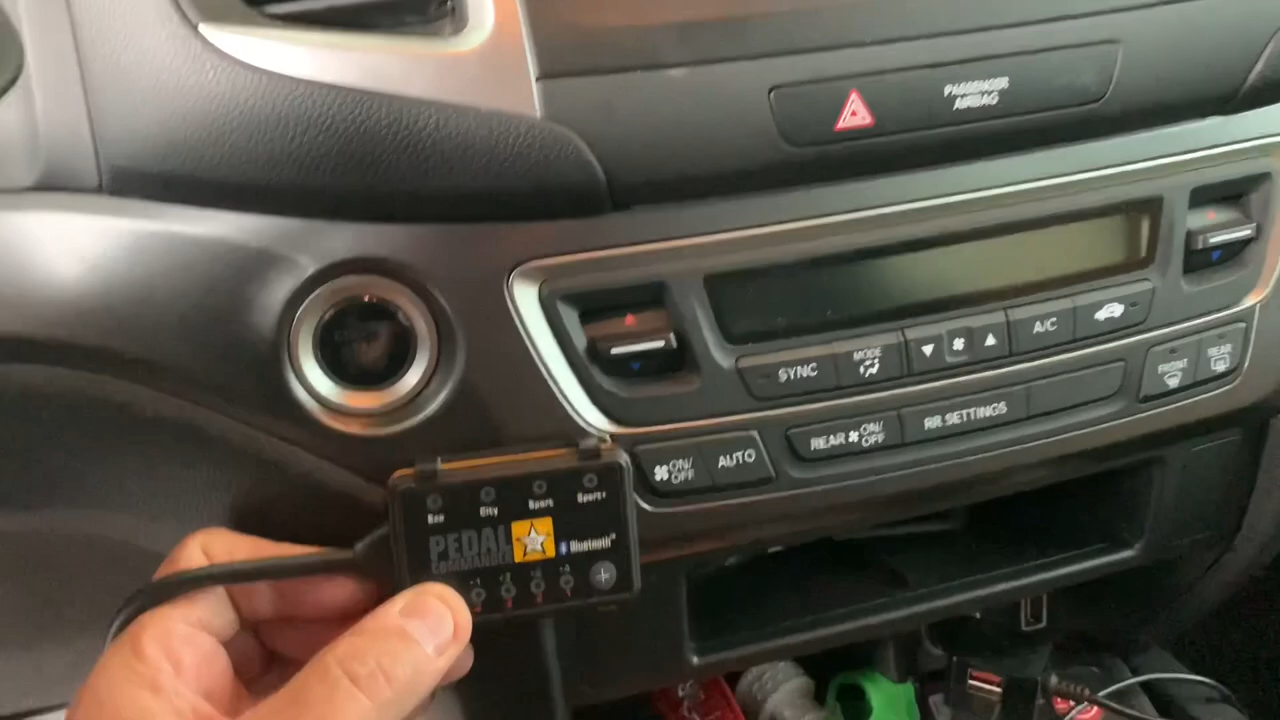 PASSENGER
AIRBAG
SYNC
MODE
A/C
FRONT
REAR
REAR ON/
OFF
RR SETTINGS
ON/
OFF
AUTO
Eco
City
Sport
Sport+
PEDAL
COMMANDER
Bluetooth™
+